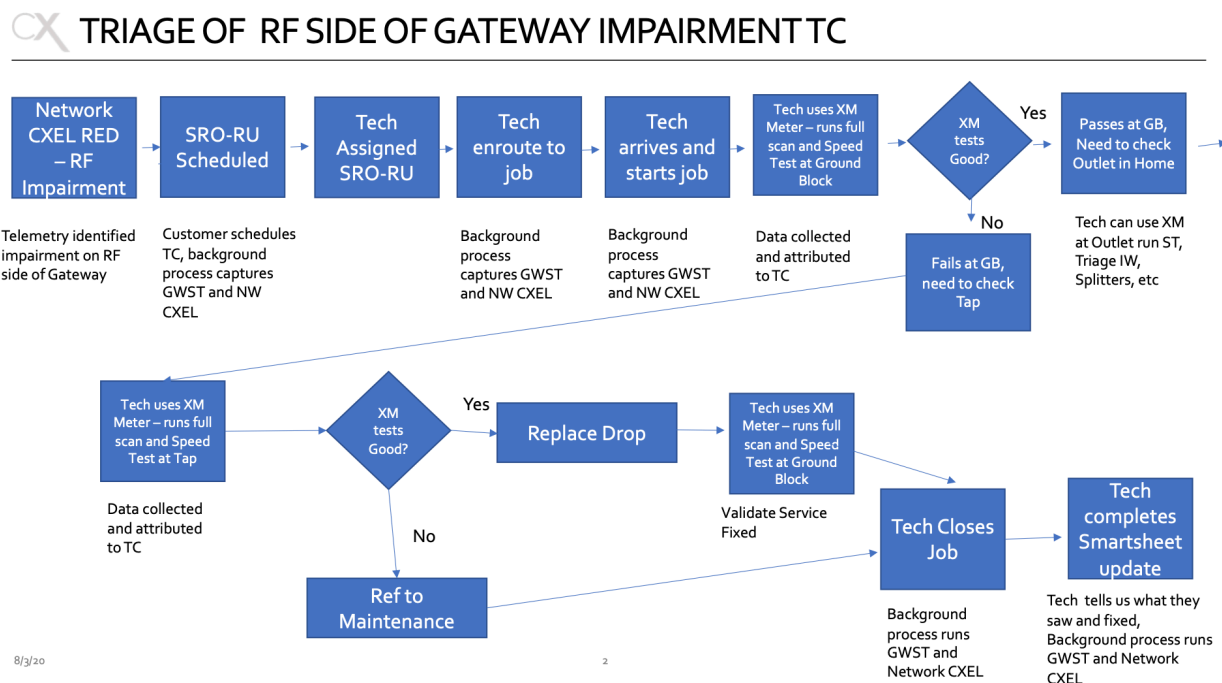 CX TRIAGE OF RF SIDE OF GATEWAY IMPAIRMENT TC
Network
CXEL RED
– RF
Impairment
SRO-RU
Scheduled
Tech
Assigned
SRO-RU
Tech
enroute to
job
Tech
arrives and
starts job
Tech uses XM
Meter – runs full
scan and Speed
Test at Ground
Block
XM
tests
Good?
Yes
Passes at GB,
Need to check
Outlet in Home
Telemetry identified
impairment on RF
side of Gateway
Customer schedules
TC, background
process captures
GWST and NW
CXEL
Background
process
captures GWST
and NW CXEL
Background
process
captures GWST
and NW CXEL
Data collected
and attributed
to TC
No
Fails at GB,
need to check
Tap
Tech can use XM
at Outlet run ST,
Triage IW,
Splitters, etc
Tech uses XM
Meter – runs full
scan and Speed
Test at Tap
Data collected
and attributed
to TC
XM
tests
Good?
Yes
Replace Drop
Tech uses XM
Meter – runs full
scan and Speed
Test at Ground
Block
Validate Service
Fixed
No
Ref to
Maintenance
Tech Closes
Job
Background
process runs
GWST and
Network CXEL
Tech
completes
Smartsheet
update
Tech tells us what they
saw and fixed,
Background process runs
GWST and Network
CXEL
8/3/20
2